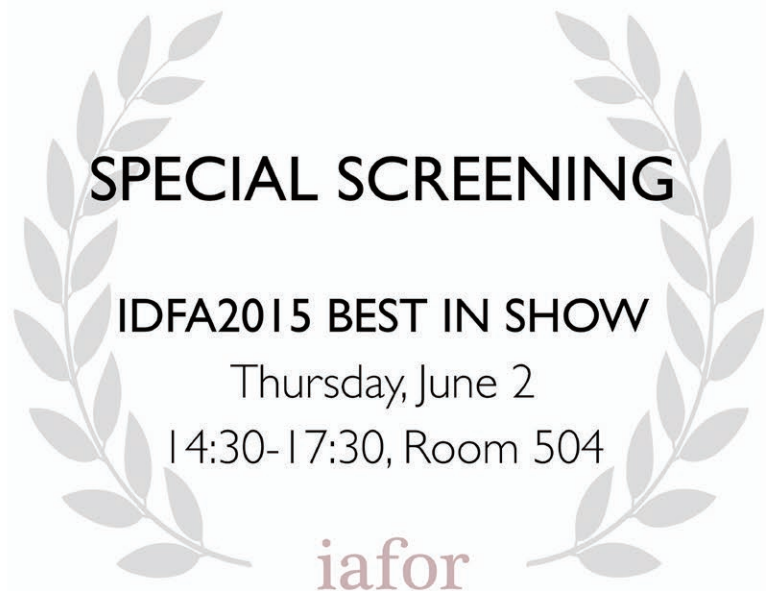 SPECIAL SCREENING
IDFA2015 BEST IN SHOW
Thursday, June 2
14:30-17:30, Room 504
iafor